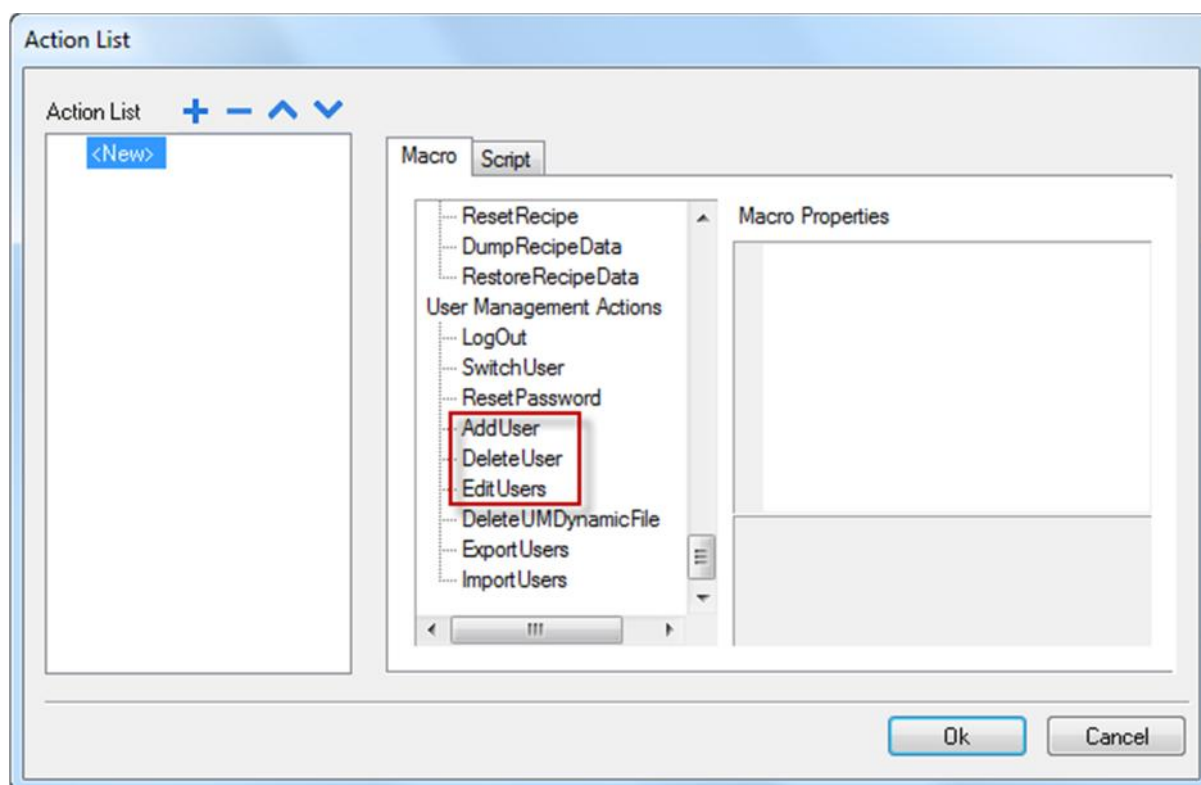 Action List
Action List
<New>
Macro
Script
ResetRecipe
DumpRecipeData
RestoreRecipeData
User Management Actions
LogOut
SwitchUser
ResetPassword
AddUser
DeleteUser
EditUsers
DeleteUMDynamicFile
ExportUsers
ImportUsers
Macro Properties
Ok
Cancel